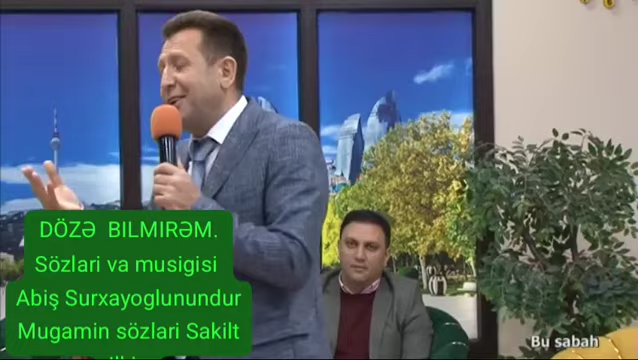 DÖZƏ BILMIRƏM.
Sözlari va musigisi
Abiş Surxayoglunundur
Mugamin sözlari Sakilt
Bu sabah